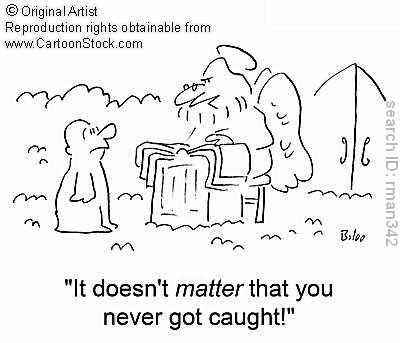 © Original Artist
Reproduction rights obtainable from
www.CartoonStock.com
search ID: rman342
"It doesn't matter that you
never got caught!"